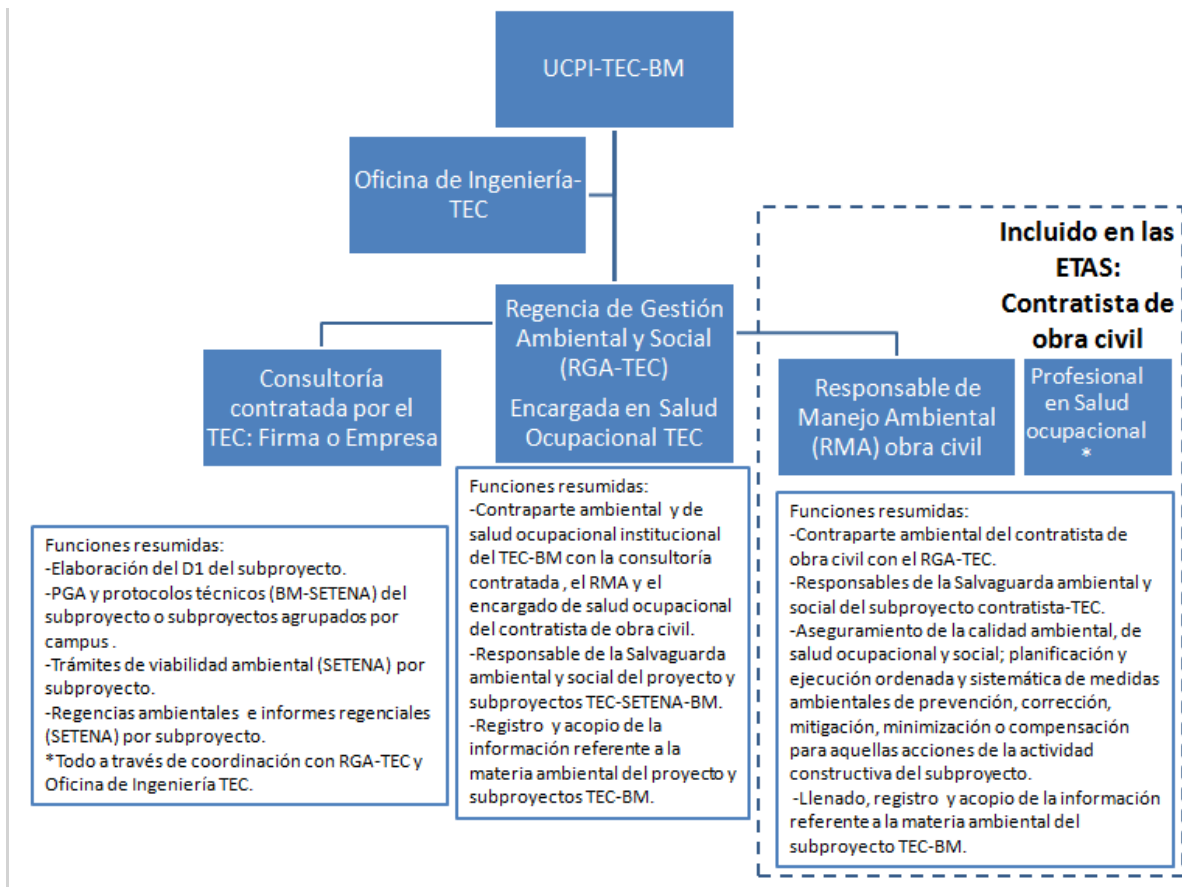 UCPI-TEC-BM
Oficina de Ingeniería-
TEC
Incluido en las
ETAS:
Contratista de
obra civil
Regencia de Gestión
Ambiental y Social
(RGA-TEC)
Encargada en Salud
Ocupacional TEC
Consultoría
contratada por el
TEC: Firma o Empresa
Responsable de
Manejo Ambiental
(RMA) obra civil
Profesional
en Salud
ocupacional
*
Funciones resumidas:
-Elaboración del D1 del subproyecto.
-PGA y protocolos técnicos (BM-SETENA) del
subproyecto o subproyectos agrupados por
campus .
-Trámites de viabilidad ambiental (SETENA) por
subproyecto.
-Regencias ambientales e informes regenciales
(SETENA) por subproyecto.
*Todo a través de coordinación con RGA-TEC y
Oficina de Ingeniería TEC.
Funciones resumidas:
-Contraparte ambiental y de
salud ocupacional institucional
del TEC-BM con la consultoría
contratada , el RMA y el
encargado de salud ocupacional
del contratista de obra civil.
-Responsable de la Salvaguarda
ambiental y social del proyecto y
subproyectos TEC-SETENA-BM.
-Registro y acopio de la
información referente a la
materia ambiental del proyecto y
subproyectos TEC-BM.
Funciones resumidas:
-Contraparte ambiental del contratista de
obra civil con el RGA-TEC.
-Responsables de la Salvaguarda ambiental y
social del subproyecto contratista-TEC.
-Aseguramiento de la calidad ambiental, de
salud ocupacional y social; planificación y
ejecución ordenada y sistemática de medidas
ambientales de prevención, corrección,
mitigación, minimización o compensación
para aquellas acciones de la actividad
constructiva del subproyecto.
-Llenado, registro y acopio de la información
referente a la materia ambiental del
subproyecto TEC-BM.